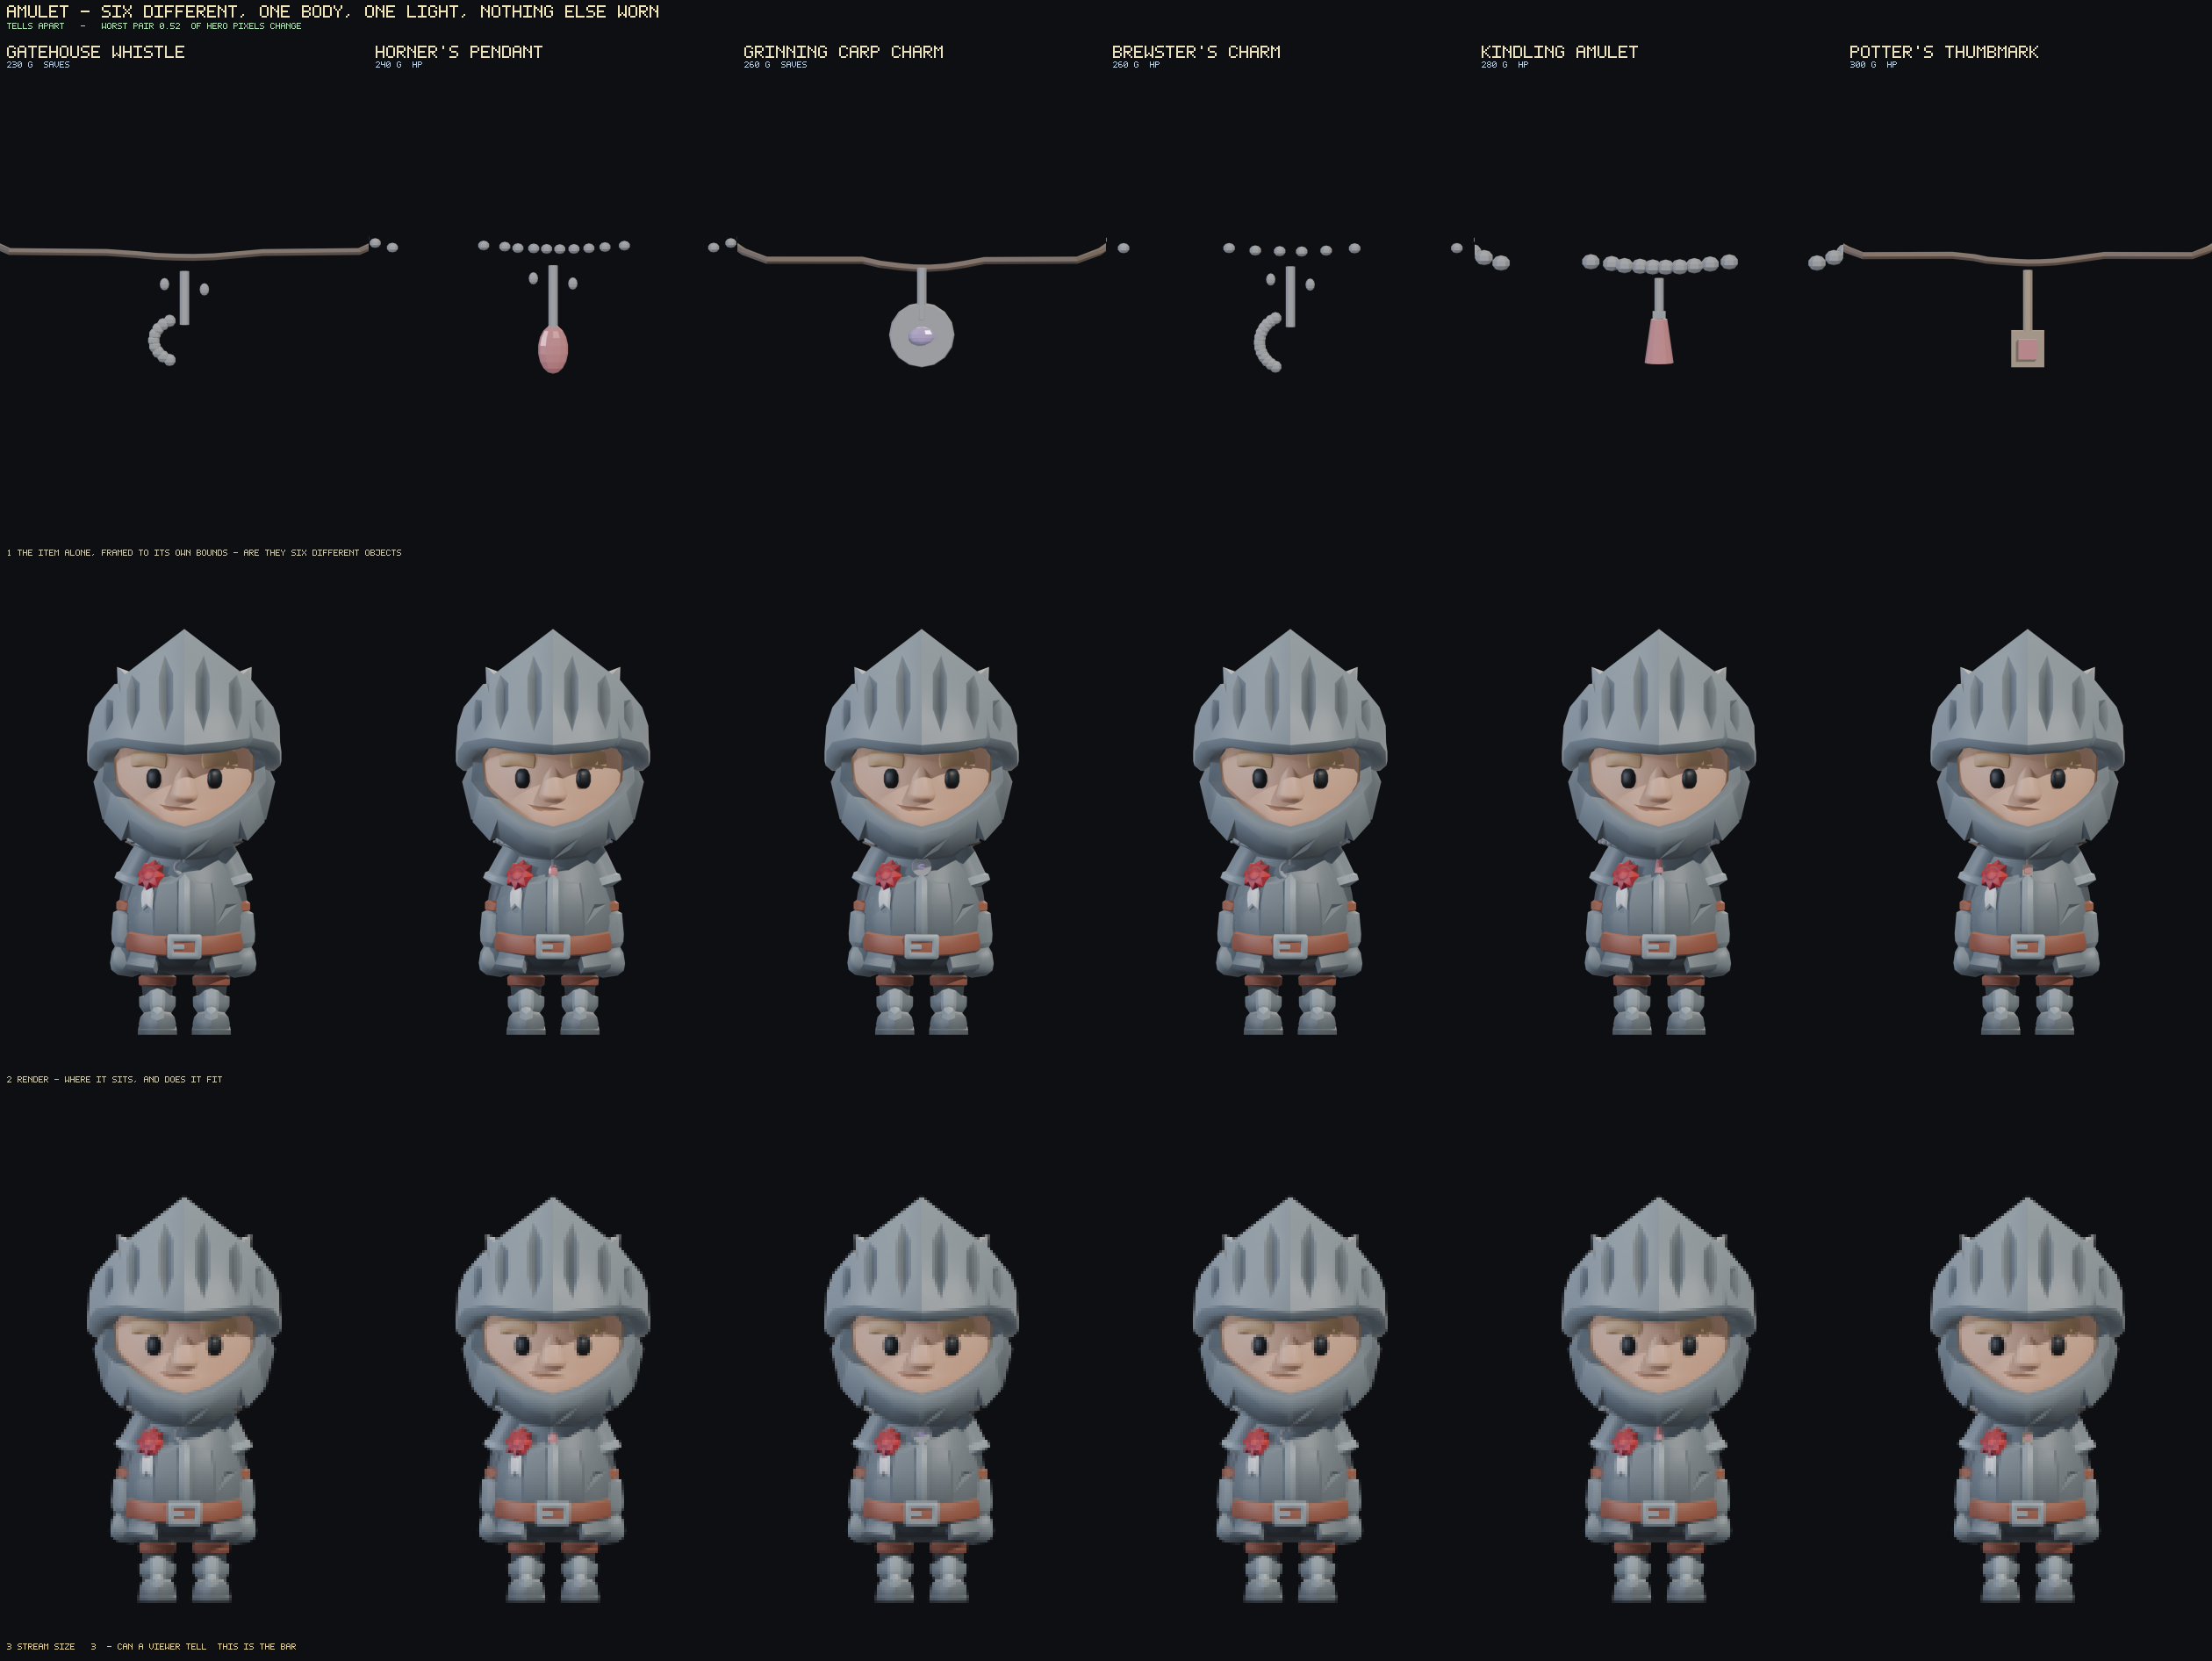 AMULET - SIX DIFFERENT, ONE BODY, ONE LIGHT, NOTHING ELSE WORN
TELLS APART - WORST PAIR 0.52 OF HERO PIXELS CHANGE
GATEHOUSE WHISTLE
230 G SAVES
HORNER'S PENDANT
240 G HP
GRINNING CARP CHARM
260 G SAVES
BREWSTER'S CHARM
260 G HP
KINDLING AMULET
280 G HP
POTTER'S THUMBMARK
300 G HP
1 THE ITEM ALONE, FRAMED TO ITS OWN BOUNDS - ARE THEY SIX DIFFERENT OBJECTS
2 RENDER - WHERE IT SITS, AND DOES IT FIT
3 STREAM SIZE 3 - CAN A VIEWER TELL THIS IS THE BAR